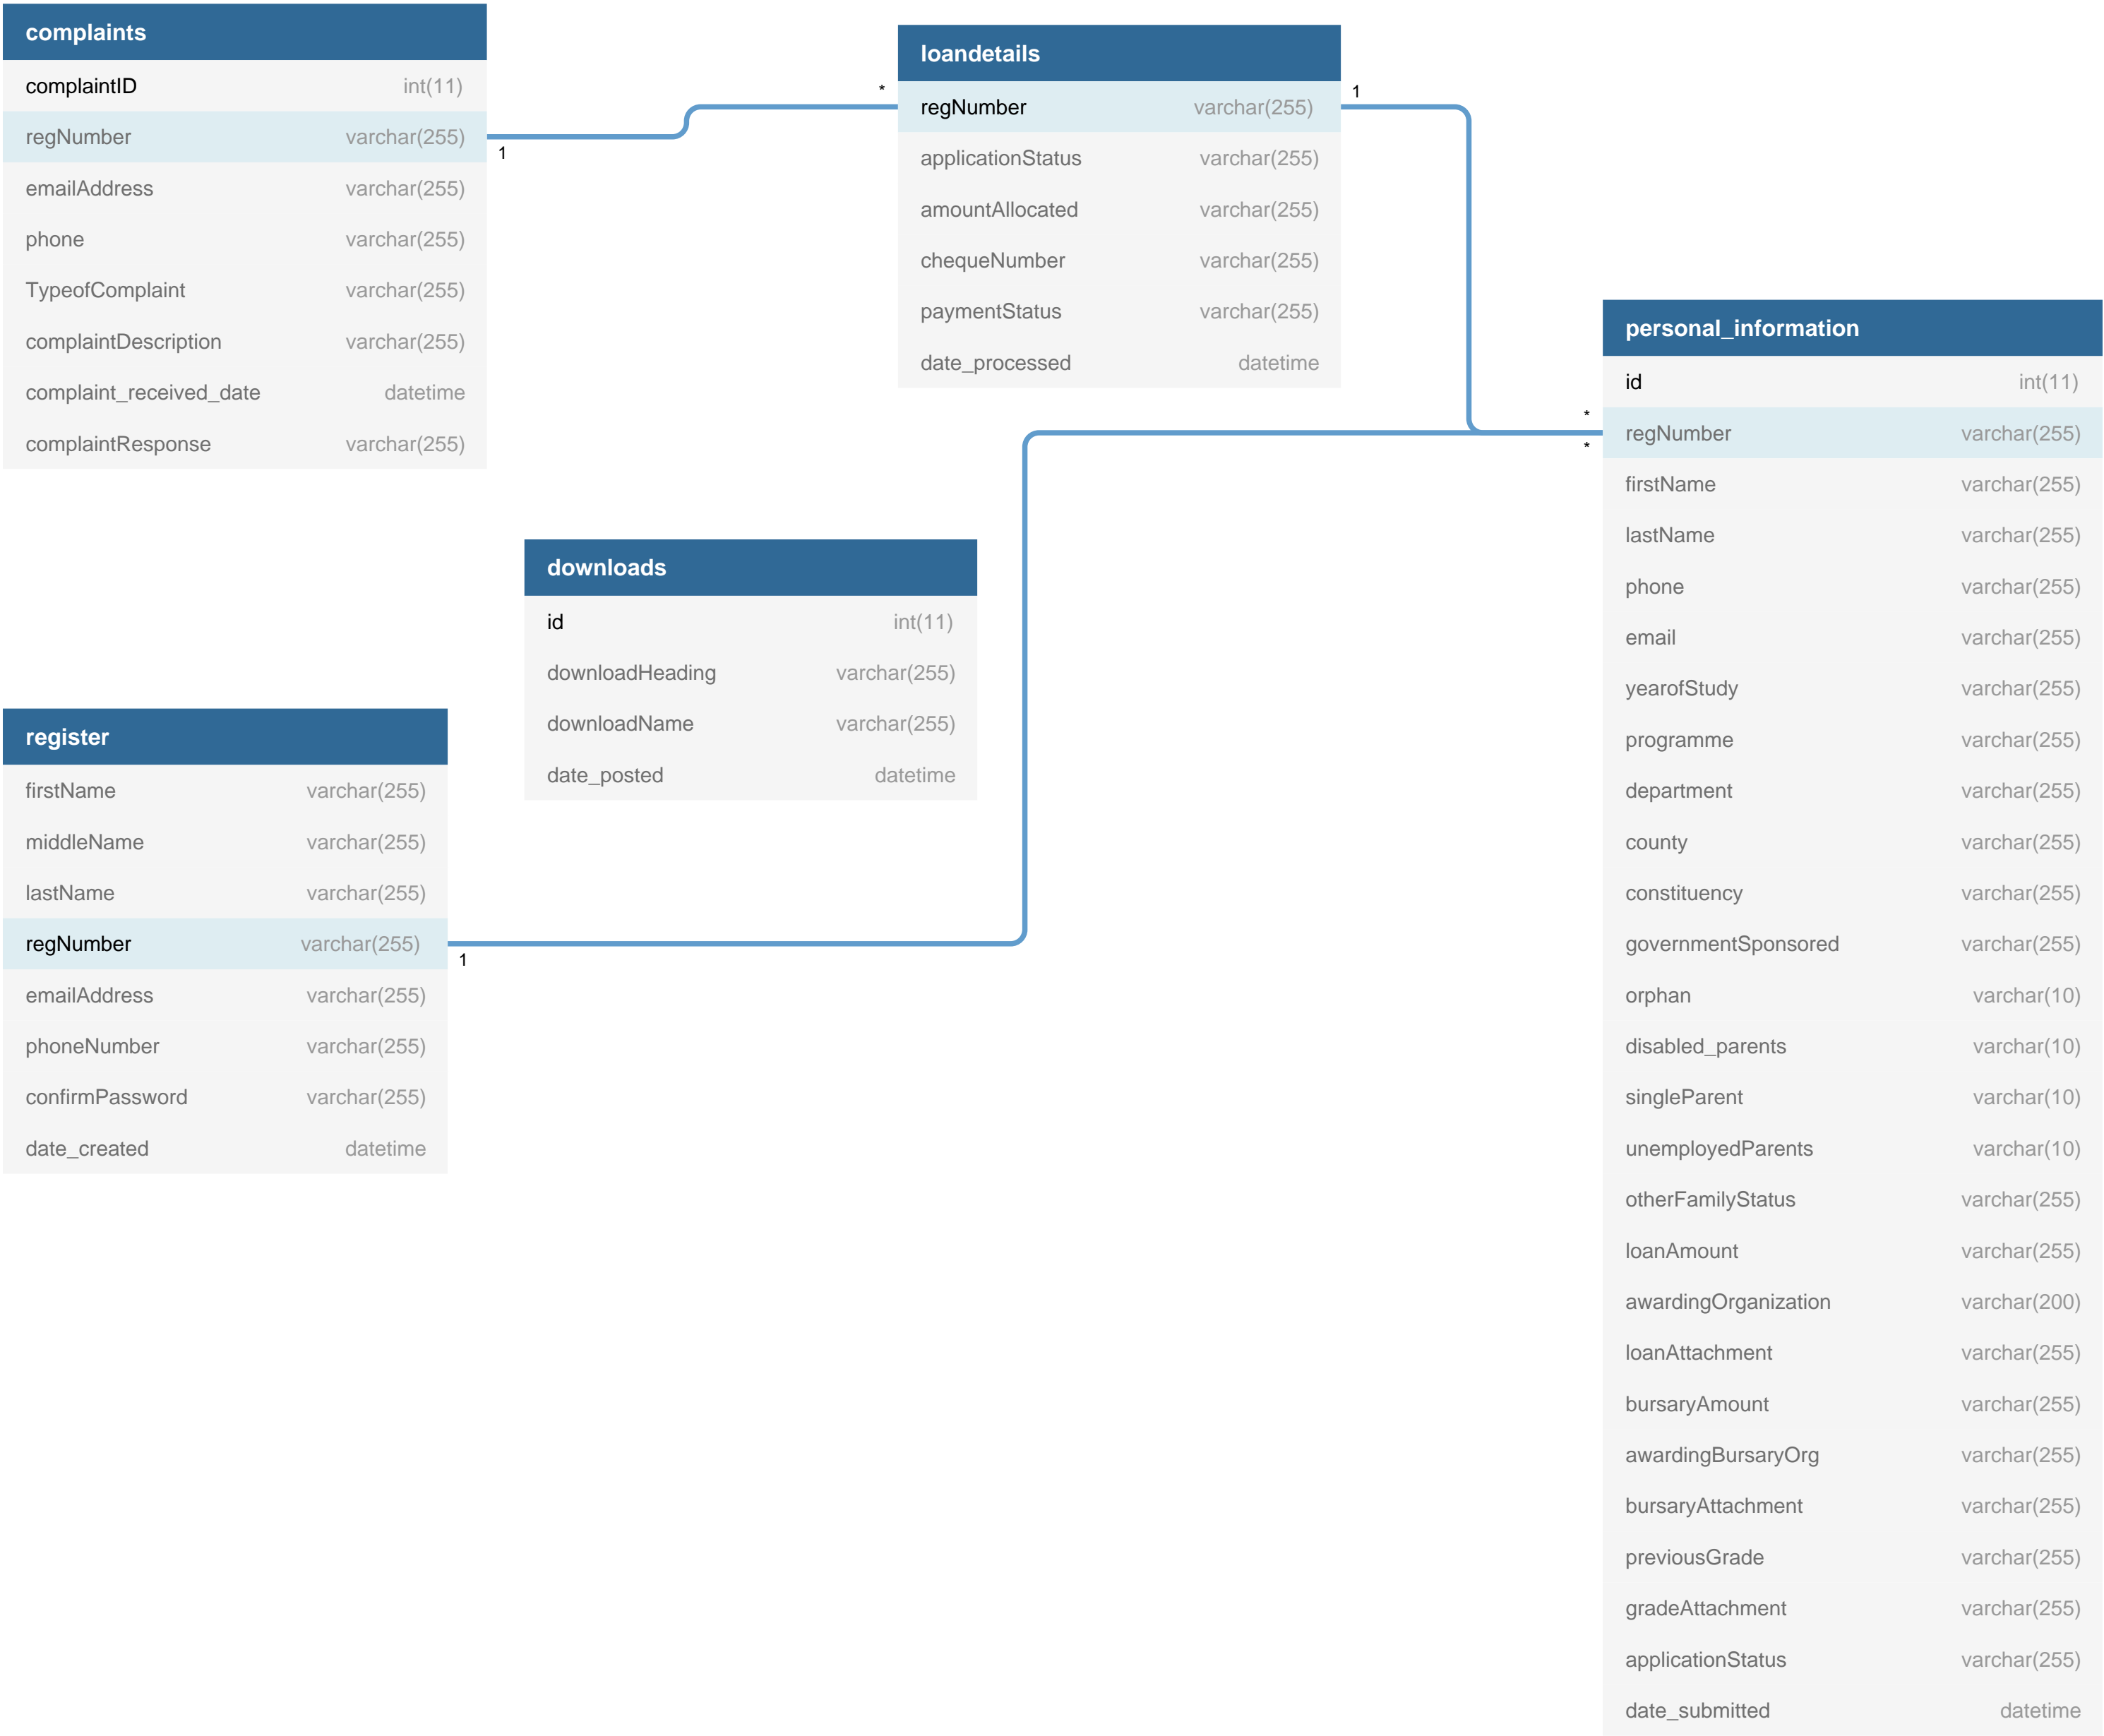 complaints
complaintID int(11)
regNumber varchar(255)
1
emailAddress varchar(255)
phone varchar(255)
TypeofComplaint varchar(255)
complaintDescription varchar(255)
complaint_received_date datetime
complaintResponse varchar(255)
loandetails
*
regNumber varchar(255)
1
applicationStatus varchar(255)
amountAllocated varchar(255)
chequeNumber varchar(255)
paymentStatus varchar(255)
date_processed datetime
downloads
id int(11)
downloadHeading varchar(255)
downloadName varchar(255)
date_posted datetime
register
firstName varchar(255)
middleName varchar(255)
lastName varchar(255)
regNumber varchar(255)
1
emailAddress varchar(255)
phoneNumber varchar(255)
confirmPassword varchar(255)
date_created datetime
personal_information
id int(11)
*
regNumber varchar(255)
*
firstName varchar(255)
lastName varchar(255)
phone varchar(255)
email varchar(255)
yearofStudy varchar(255)
programme varchar(255)
department varchar(255)
county varchar(255)
constituency varchar(255)
governmentSponsored varchar(255)
orphan varchar(10)
disabled_parents varchar(10)
singleParent varchar(10)
unemployedParents varchar(10)
otherFamilyStatus varchar(255)
loanAmount varchar(255)
awardingOrganization varchar(200)
loanAttachment varchar(255)
bursaryAmount varchar(255)
awardingBursaryOrg varchar(255)
bursaryAttachment varchar(255)
previousGrade varchar(255)
gradeAttachment varchar(255)
applicationStatus varchar(255)
date_submitted datetime